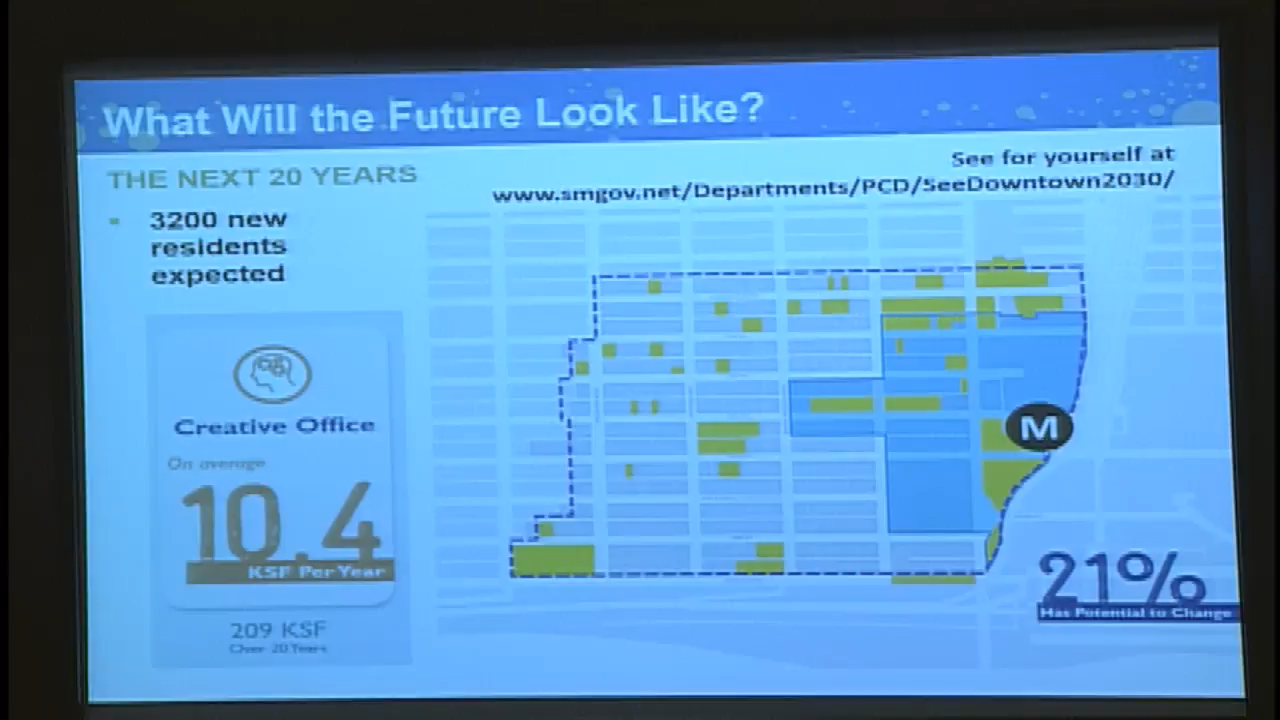 What Will the Future Look Like?
THE NEXT 20 YEARS
See for yourself at
www.smgov.net/Departments/PCD/SeeDowntown2030/
3200 new
residents
expected
Creative Office
On average
10.4
KSF Per Year
209 KSF
Over 20 Years
M
21%
Has Potential to Change